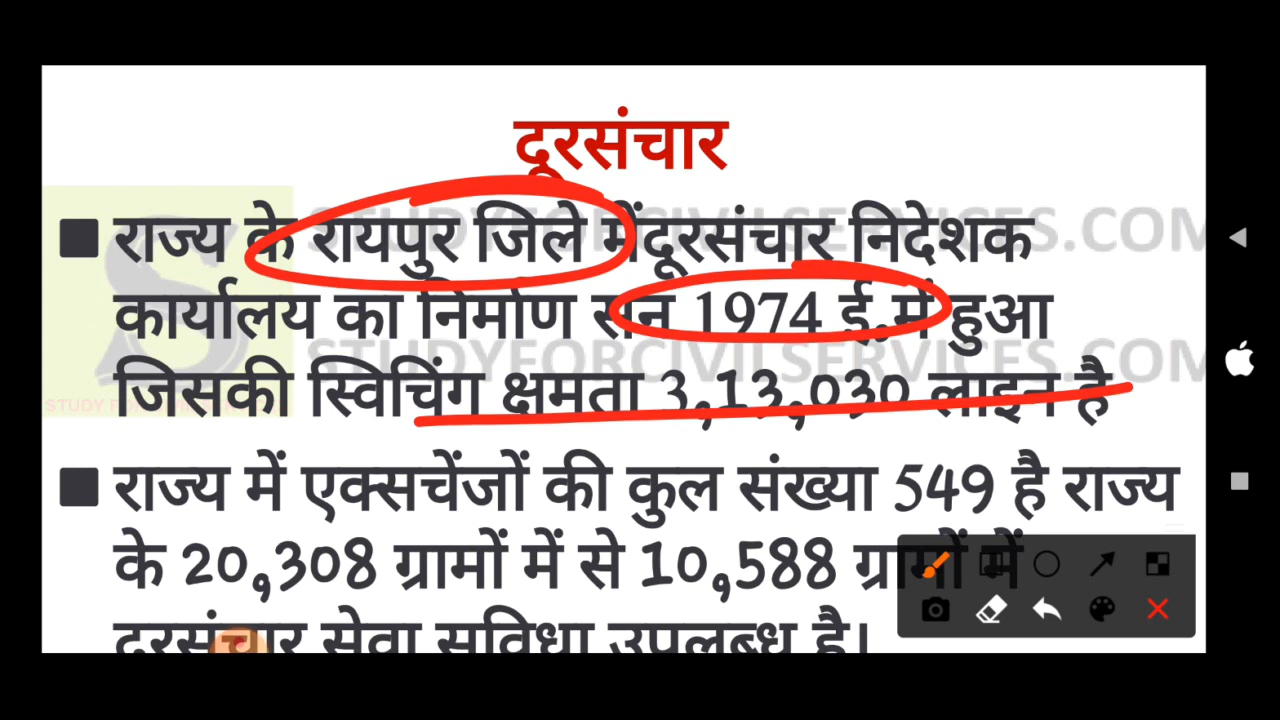 दूरसंचार
राज्य के रायपुर जिले मेंदूरसंचार निदेशक
कार्यालय का निर्माण सन 1974 ई.में हुआ
जिसकी स्विचिंग क्षमता 3,13,030 लाइन है
राज्य में एक्सचेंजों की कुल संख्या 549 है राज्य
के 20,308 ग्रामों में से 10,588 ग्रामों में
दूरसंचार सेवा सुविधा उपलब्ध है।
STUDYFORCIVILSERVICES.COM
STUDYFORCIVILSERVICES.COM